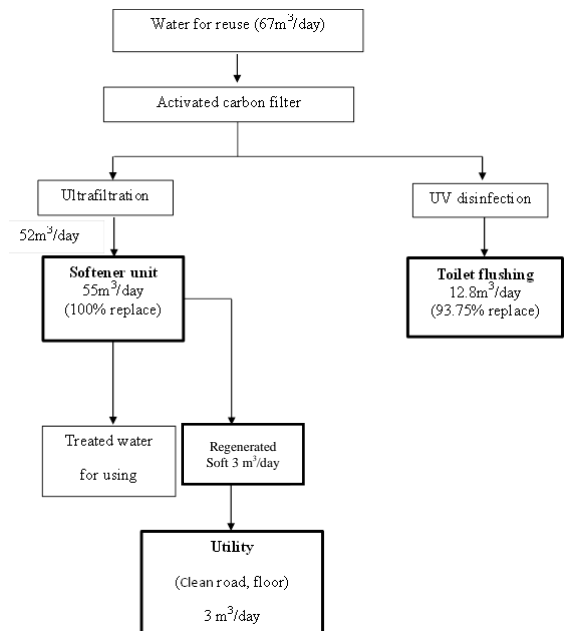 Water for reuse (67m³/day)
Activated carbon filter
Ultrafiltration
UV disinfection
52m³/day
Softener unit
55m³/day
(100% replace)
Toilet flushing
12.8m³/day
(93.75% replace)
Treated water
for using
Regenerated
Soft 3 m³/day
Utility
(Clean road, floor)
3 m³/day